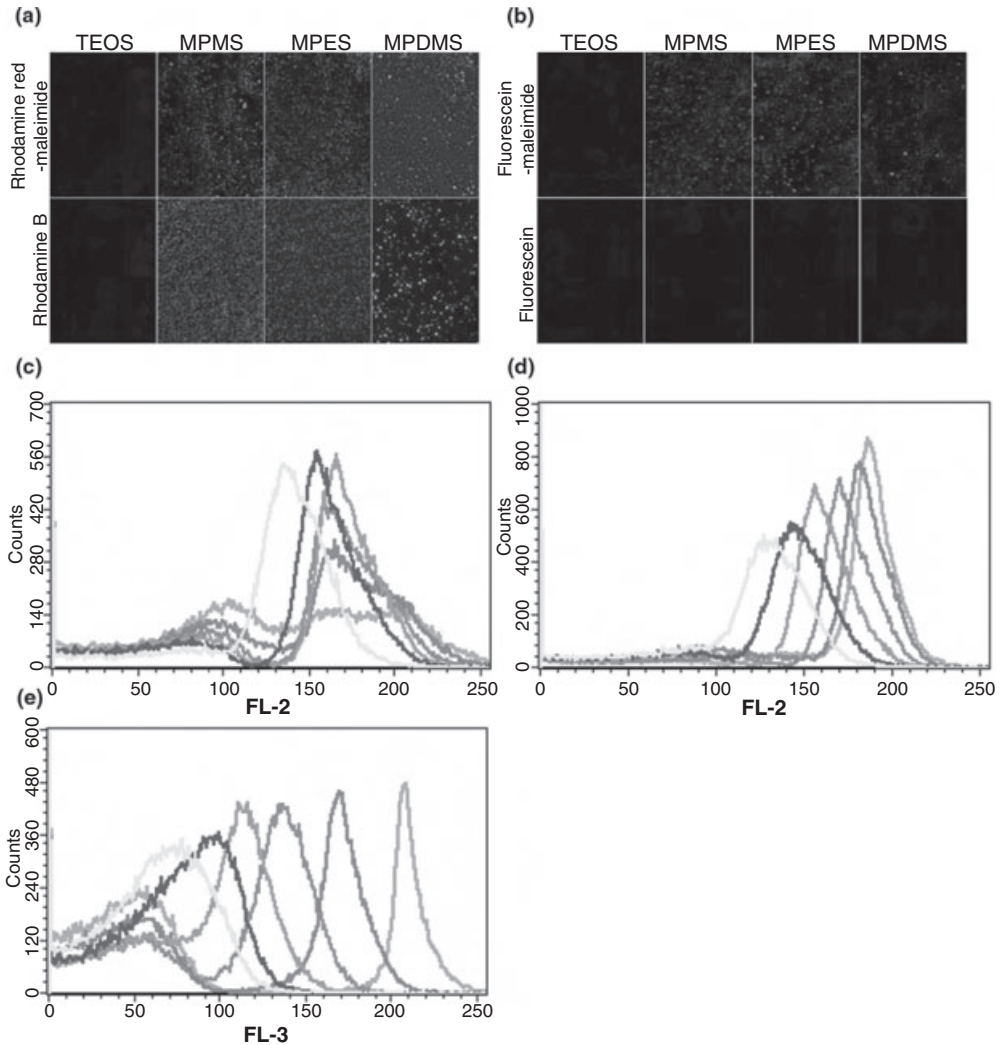 (a)
TEOS MPMS MPES MPDMS
Rhodamine red
-maleimide
Rhodamine B
(b)
TEOS MPMS MPES MPDMS
Fluorescein
-maleimide
Fluorescein
(c)
Counts
700
560
420
280
140
0
0 50 100 150 200 250
FL-2
(d)
Counts
1000
800
600
400
200
0
0 50 100 150 200 250
FL-2
(e)
Counts
600
480
360
240
120
0
0 50 100 150 200 250
FL-3